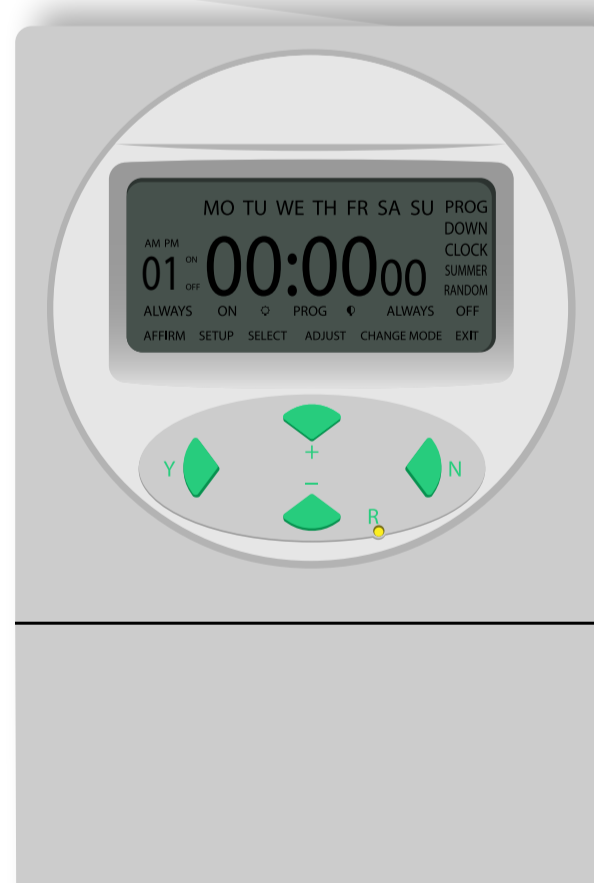 MO TU WE TH FR SA SU PROG
DOWN
AM PM CLOCK
01 ON OFF 00:00 00 SUMMER
RANDOM
ALWAYS ON PROG ALWAYS OFF
AFFIRM SETUP SELECT ADJUST CHANGE MODE EXIT
+
Y N
−
R